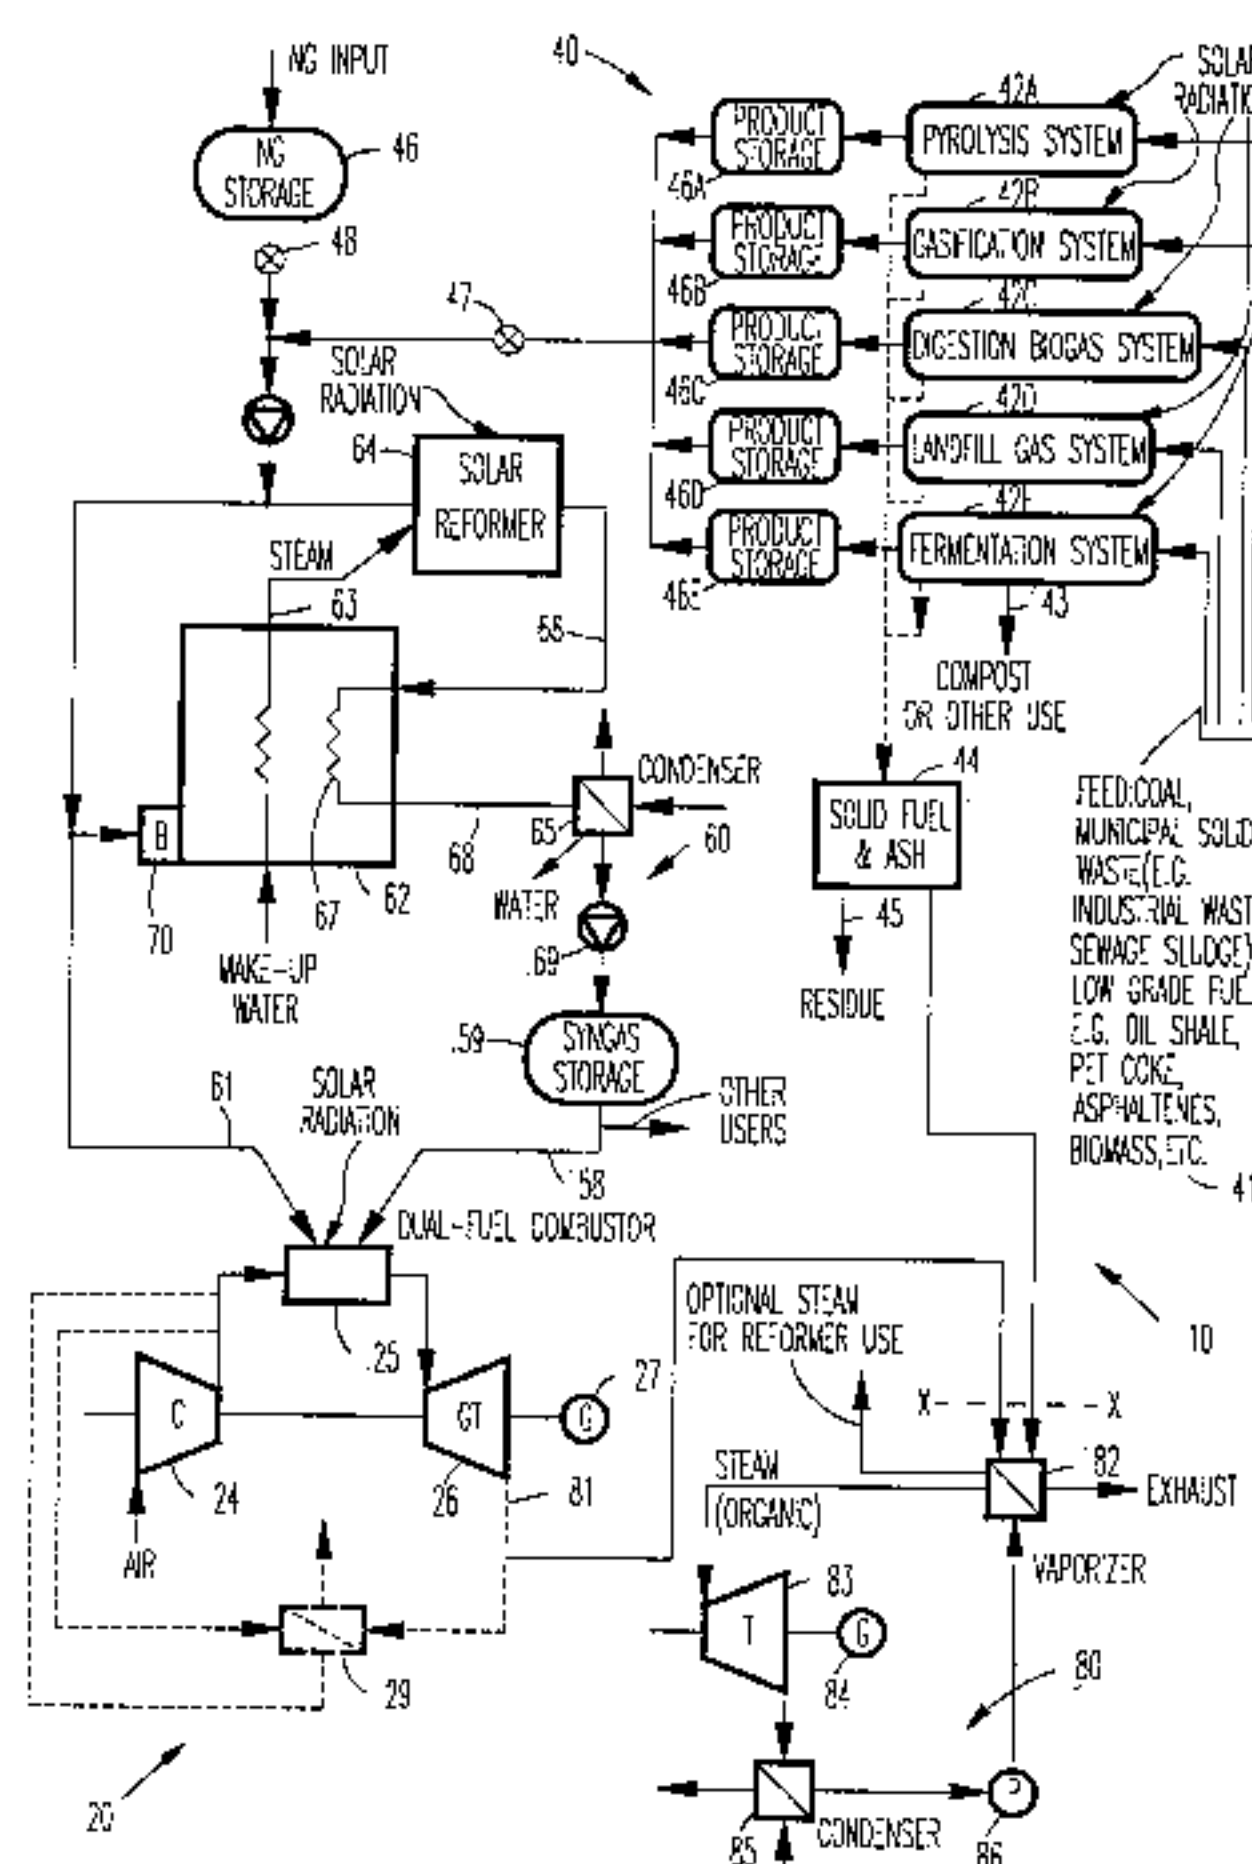 NG INPUT
NG
STORAGE
46
48
47
40
PRODUCT
STORAGE
46A
42A
PYROLYSIS SYSTEM
PRODUCT
STORAGE
46B
42B
GASIFICATION SYSTEM
PRODUCT
STORAGE
46C
42C
DIGESTION BIOGAS SYSTEM
PRODUCT
STORAGE
46D
42D
LANDFILL GAS SYSTEM
PRODUCT
STORAGE
46E
42E
FERMENTATION SYSTEM
43
COMPOST
OR OTHER USE
SOLAR
RADIATION
64
SOLAR
REFORMER
STEAM
63
B
70
67
62
68
MAKE-UP
WATER
CONDENSER
65
60
WATER
69
59
SYNGAS
STORAGE
OTHER
USERS
58
44
SOLID FUEL
& ASH
45
RESIDUE
FEED:COAL,
MUNICIPAL SOLID
WASTE(E.G.
INDUSTRIAL
SEWAGE SLUDGE)
LOW GRADE
E.G. OIL SHALE,
PET COKE,
ASPHALTENES,
BIOMASS,ETC.
10
61
SOLAR
RADIATION
DUAL-FUEL COMBUSTOR
25
C
24
AIR
GT
26
G
27
81
29
20
OPTIONAL STEAM
FOR REFORMER USE
X
X
82
EXHAUST
VAPORIZER
STEAM
(ORGANIC)
T
83
G
84
80
CONDENSER
85
P
86